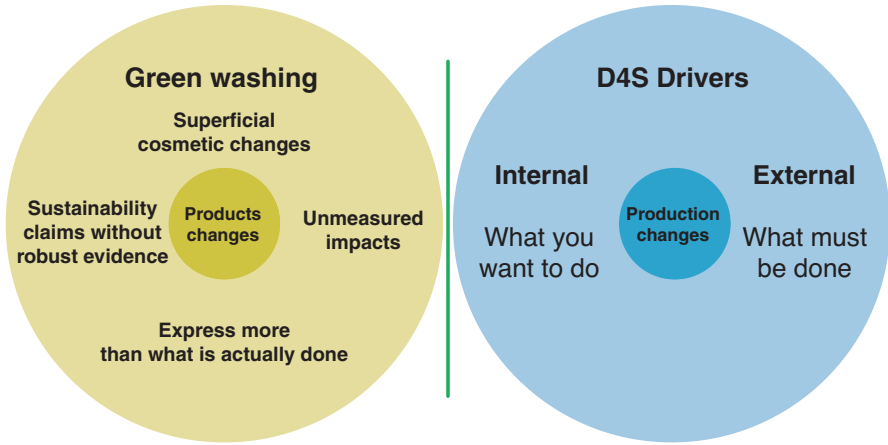 Green washing
Superficial
cosmetic changes
Sustainability
claims without
robust evidence
Products
changes
Unmeasured
impacts
Express more
than what is actually done
D4S Drivers
Internal
What you
want to do
Production
changes
External
What must
be done